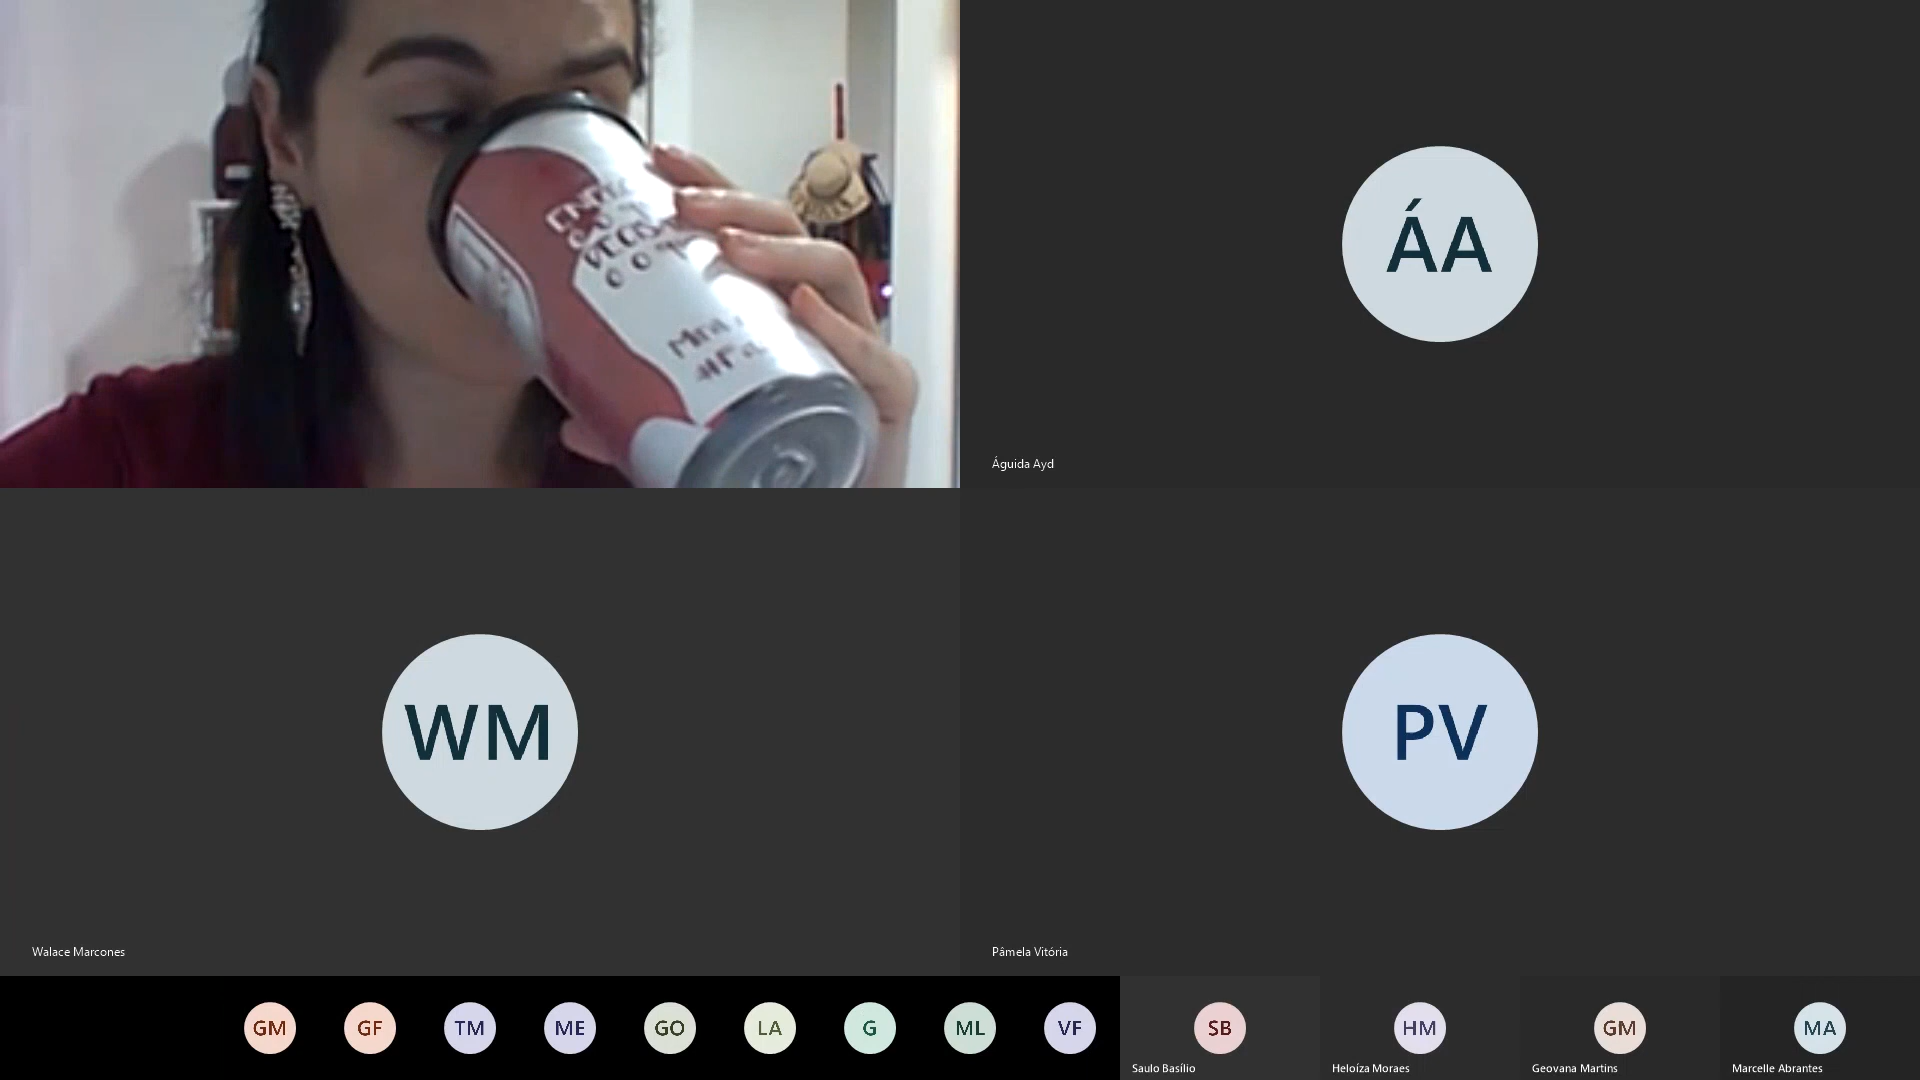 ÁA
Águida Ayd
WM
PV
Walace Marcones
Pâmela Vitória
GM
GF
TM
ME
GO
LA
G
ML
VF
SB
HM
GM
MA
Saulo Basílio
Heloíza Moraes
Geovana Martins
Marcelle Abrantes